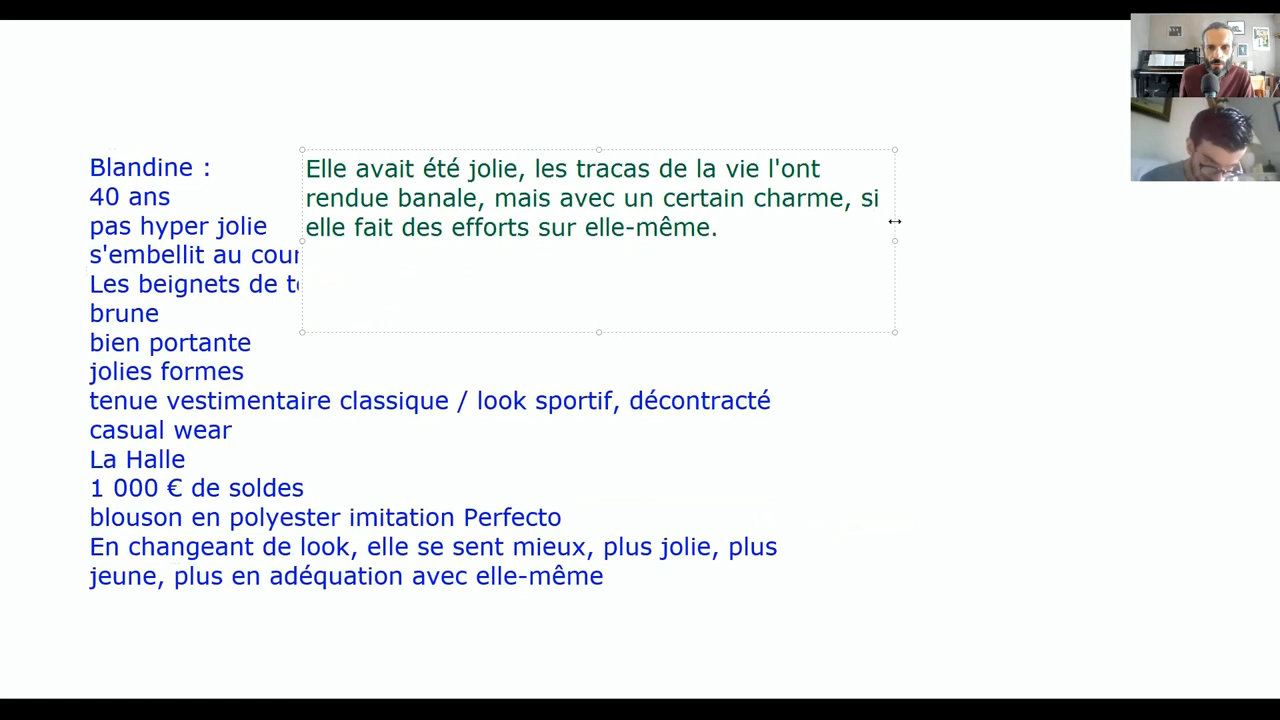 Blandine :
40 ans
pas hyper jolie
s'embellit au
Les beignets de
brune
bien portante
jolies formes
tenue vestimentaire classique / look sportif, décontracté
casual wear
La Halle
1 000 € de soldes
blouson en polyester imitation Perfecto
En changeant de look, elle se sent mieux, plus jolie, plus
jeune, plus en adéquation avec elle-même
Elle avait été jolie, les tracas de la vie l'ont
rendue banale, mais avec un certain charme, si
elle fait des efforts sur elle-même.